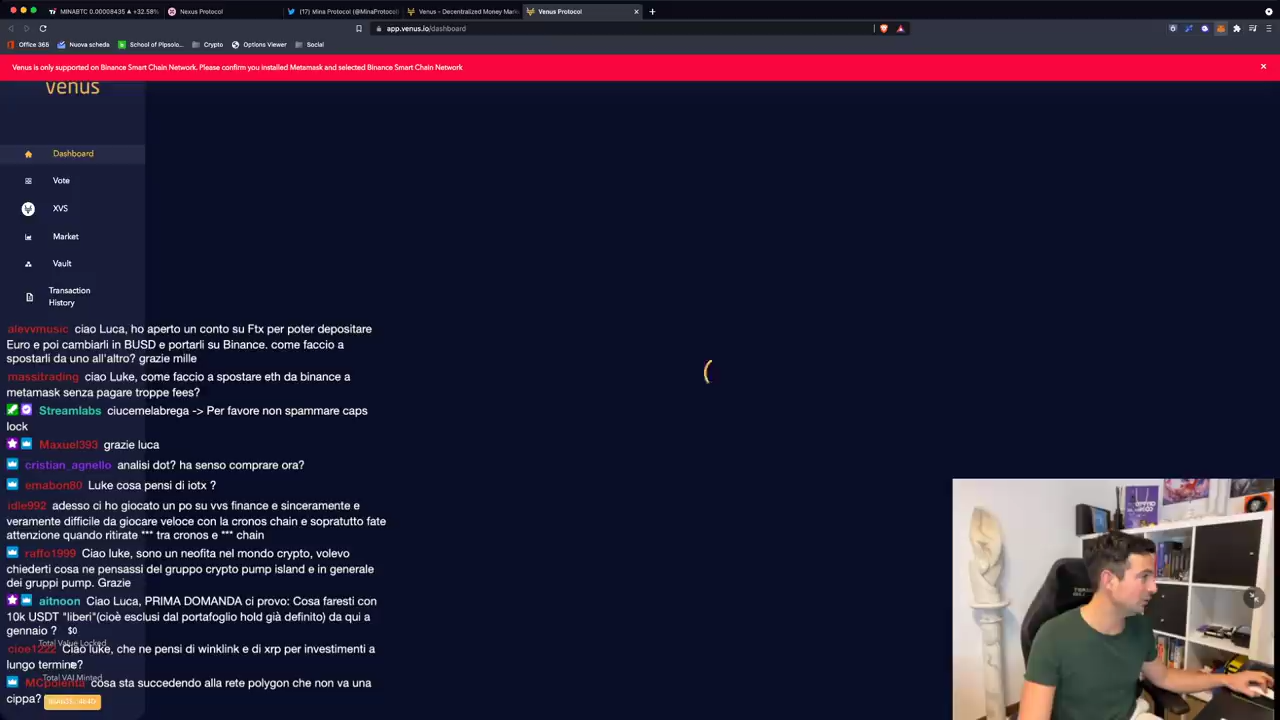 MINABTC 0.00008435 ▲ +32.58%
Nexus Protocol
(17) Mina Protocol (@MinaProtocol
Venus - Decentralized Money Mar
Venus Protocol
app.venus.io/dashboard
Office 365
Nuova scheda
School of Pipsolo...
Crypto
Options Viewer
Social
Venus is only supported on Binance Smart Chain Network. Please confirm you installed Metamask and selected Binance Smart Chain Network
venus
Dashboard
Vote
XVS
Market
Vault
Transaction
History
alevvmusic ciao Luca, ho aperto un conto su Ftx per poter depositare
Euro e poi cambiarli in BUSD e portarli su Binance. come faccio a
spostarli da uno all'altro? grazie mille
massitrading ciao Luke, come faccio a spostare eth da binance a
metamask senza pagare troppe fees?
Streamlabs ciucemelabrega -> Per favore non spammare caps
lock
Maxuel393 grazie luca
cristian_agnello analisi dot? ha senso comprare ora?
emabon80 Luke cosa pensi di iotx ?
idle992 adesso ci ho giocato un po su vvs finance e sinceramente e
veramente difficile da giocare veloce con la cronos chain e sopratutto fate
attenzione quando ritirate *** tra cronos e *** chain
raffo1999 Ciao luke, sono un neofita nel mondo crypto, volevo
chiederti cosa ne pensassi del gruppo crypto pump island e in generale
dei gruppi pump. Grazie
aitnoon Ciao Luca, PRIMA DOMANDA ci provo: Cosa faresti con
10k USDT "liberi"(cioè esclusi dal portafoglio hold già definito) da qui a
gennaio ?
$0
Total Value Locked
cioe1222 Ciao luke, che ne pensi di winklink e di xrp per investimenti a
lungo termine?
Total VAI Minted
MCpolenta cosa sta succedendo alla rete polygon che non va una
cippa?